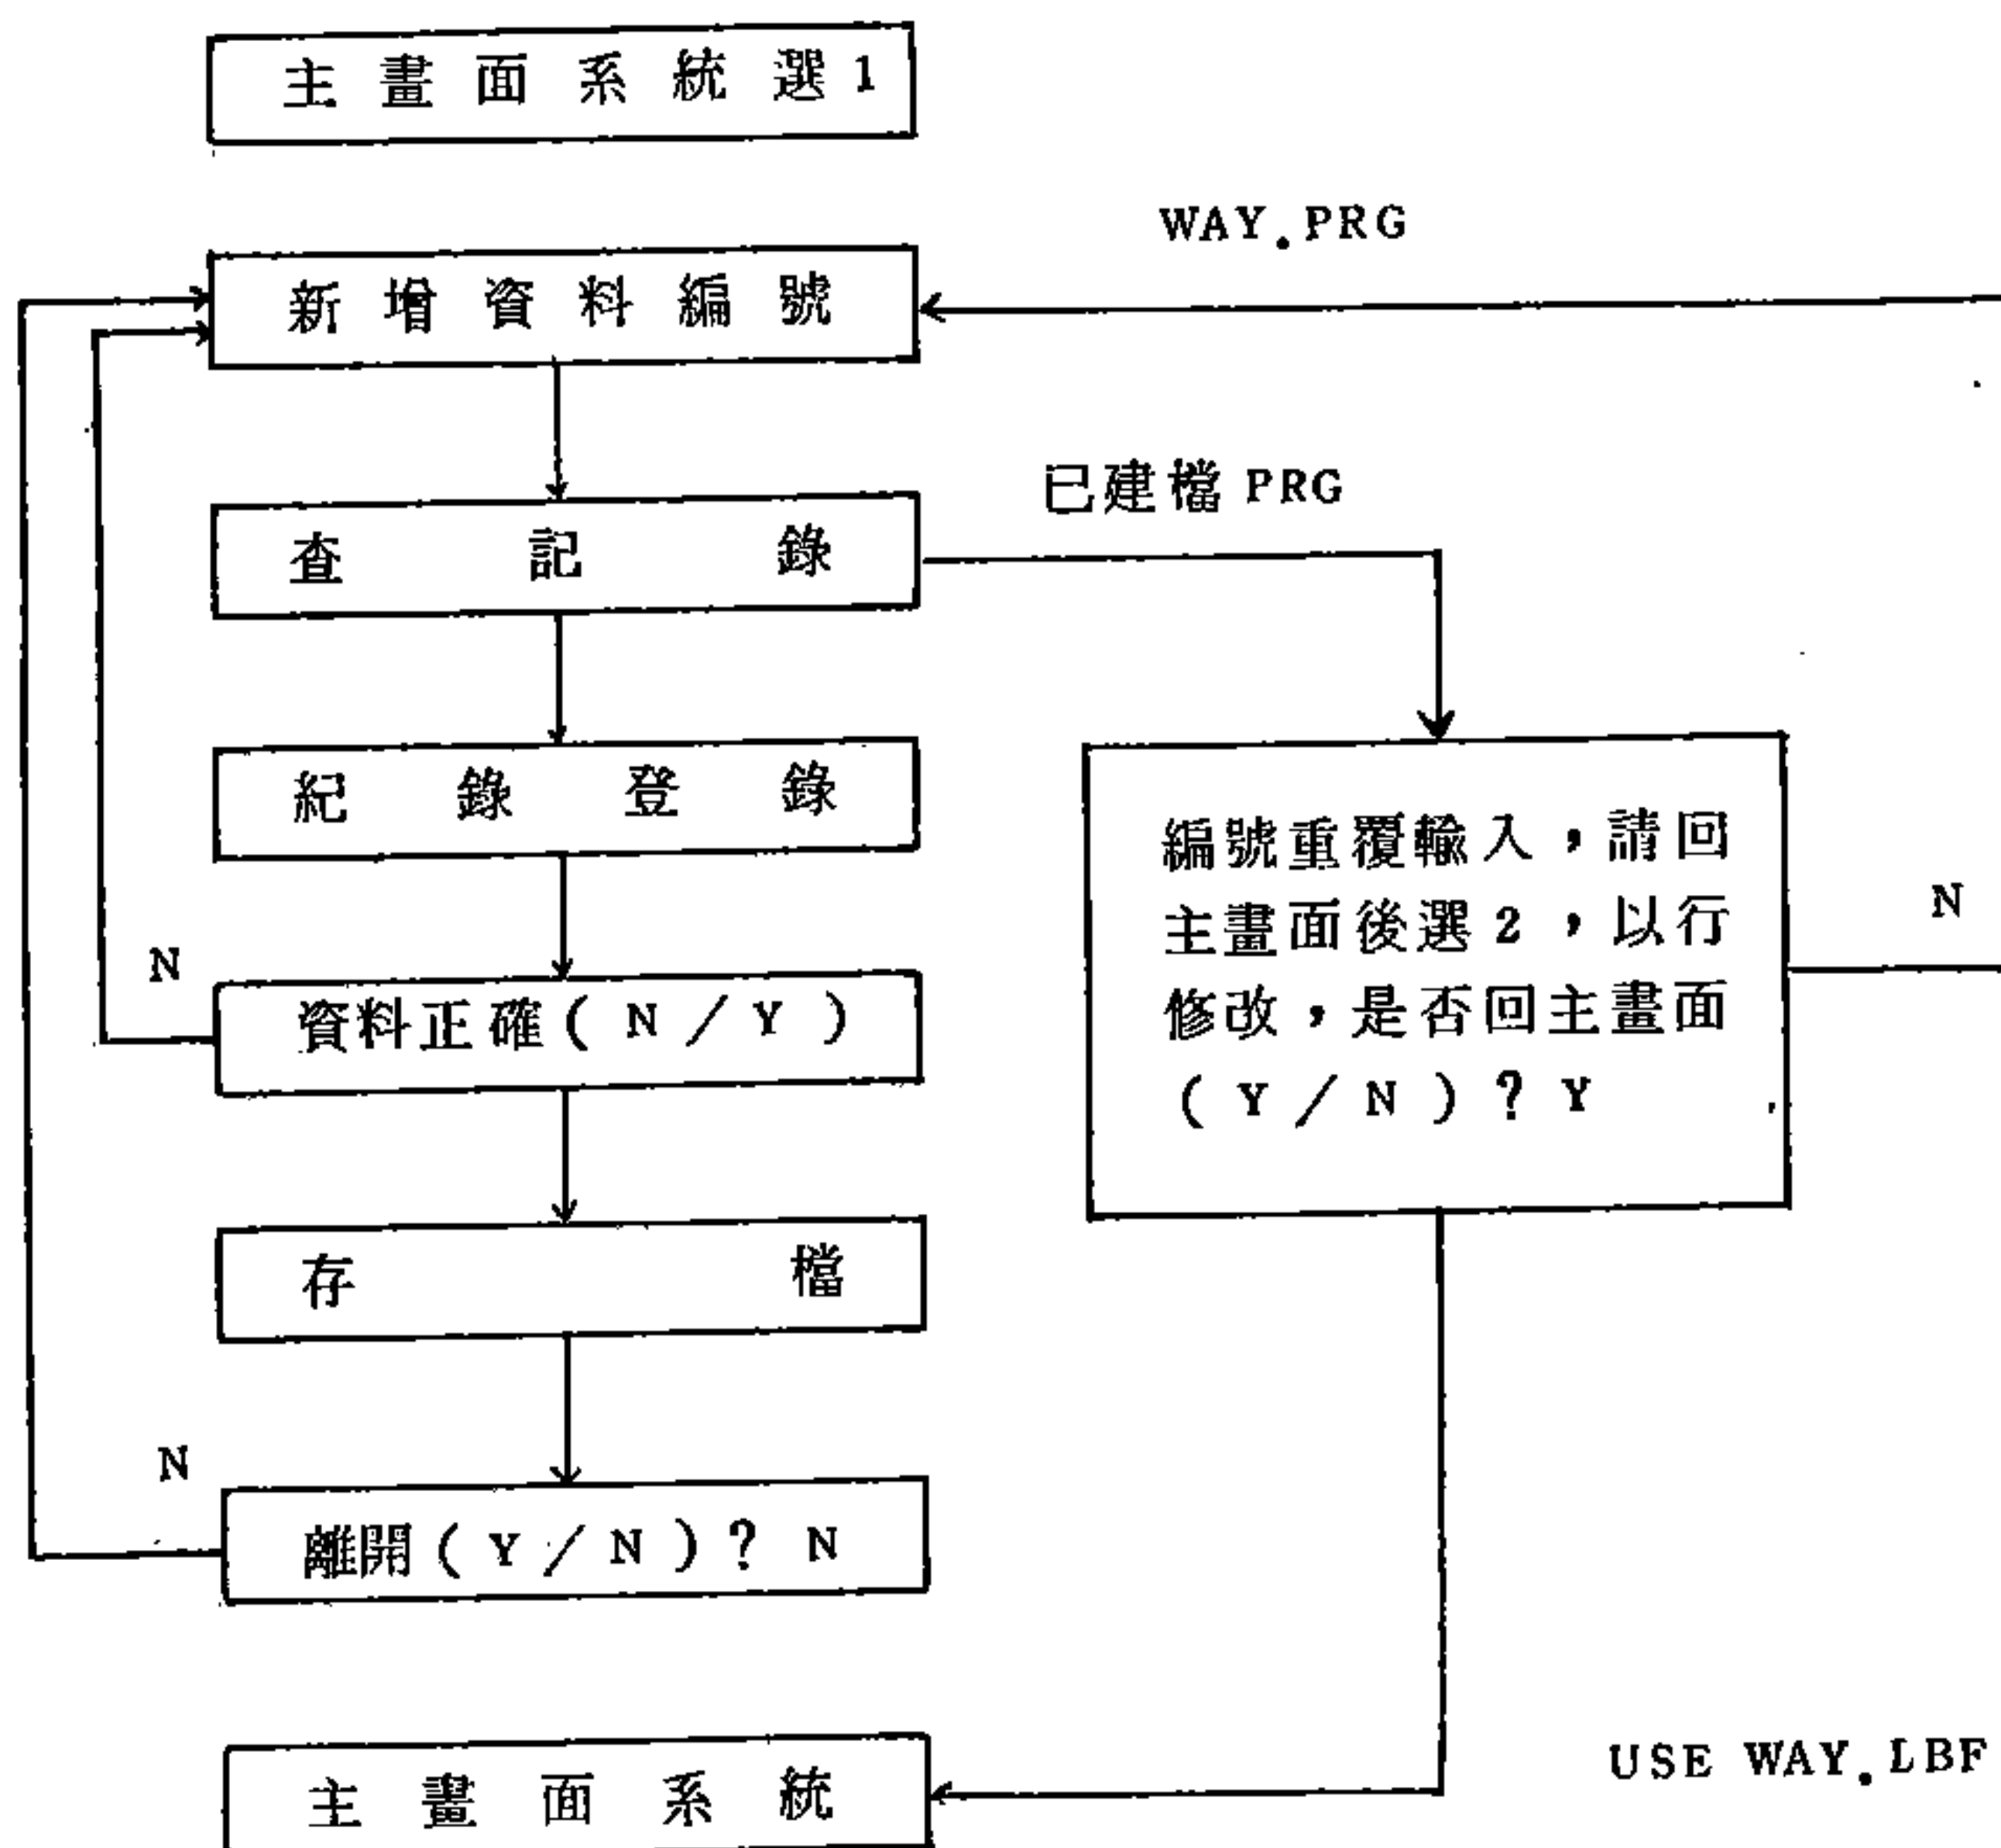 主畫面系統選1
WAY.PRG
新增資料編號
已建檔 PRG
查記錄
紀錄登錄
編號重覆輸入，請回
主畫面後選2，以行
修改，是否回主畫面
(Y/N)？Y
N
N
資料正確(N/Y)
存檔
N
離開(Y/N)？N
USE WAY.LBF
主畫面系統